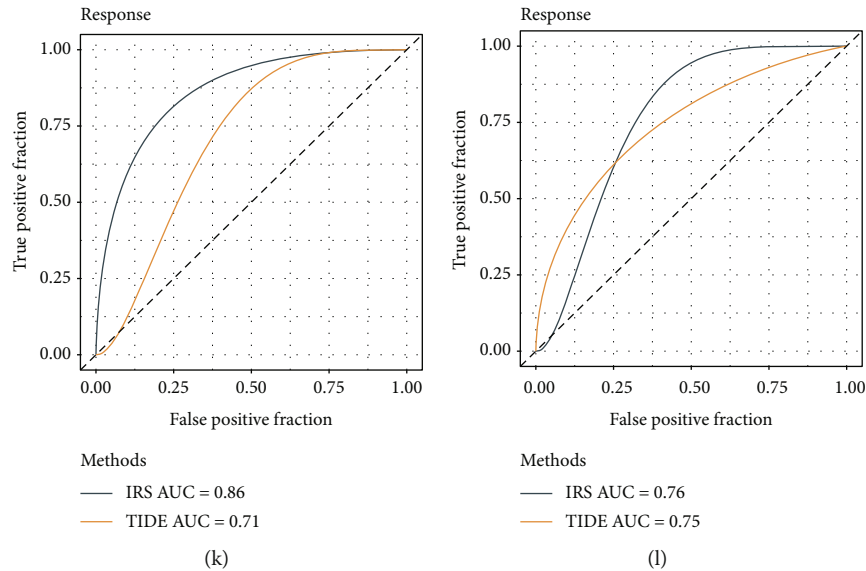 Response
1.00
0.75
0.50
0.25
0.00
True positive fraction
0.00 0.25 0.50 0.75 1.00
False positive fraction
Methods
IRS AUC = 0.86
TIDE AUC = 0.71
(k)
Response
1.00
0.75
0.50
0.25
0.00
True positive fraction
0.00 0.25 0.50 0.75 1.00
False positive fraction
Methods
IRS AUC = 0.76
TIDE AUC = 0.75
(l)